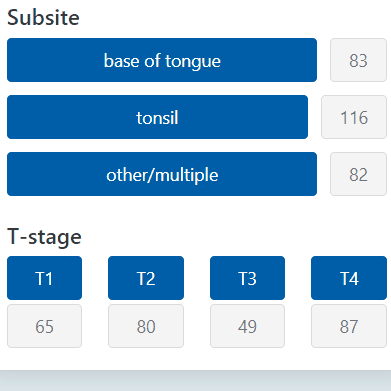 Subsite
base of tongue 83
tonsil 116
other/multiple 82
T-stage
T1 T2 T3 T4
65 80 49 87